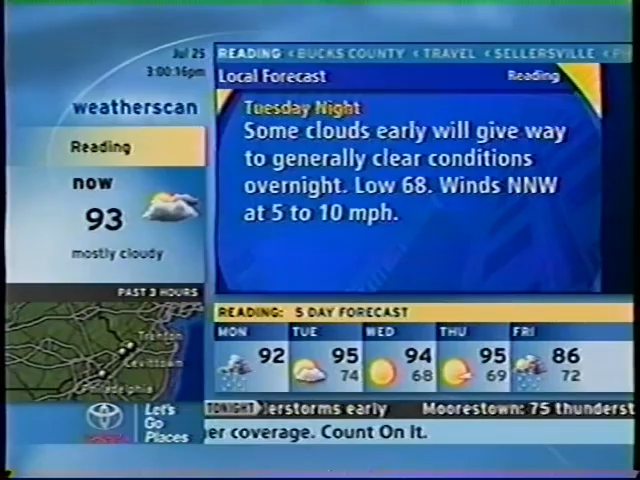 Jul 25
3:00:16pm
READING < BUCKS COUNTY < TRAVEL < SELLERSVILLE <
Local Forecast
Reading
weatherscan
Reading
now
93
mostly cloudy
Tuesday Night
Some clouds early will give way
to generally clear conditions
overnight. Low 68. Winds NNW
at 5 to 10 mph.
PAST 3 HOURS
Trenton
Levittown
Philadelphia
READING: 5 DAY FORECAST
MON TUE WED THU FRI
92 95 94 95 86
74 68 69 72
TONIGHT lerstorms early Moorestown: 75 thunderst
Let's
Go
Places
er coverage. Count On It.